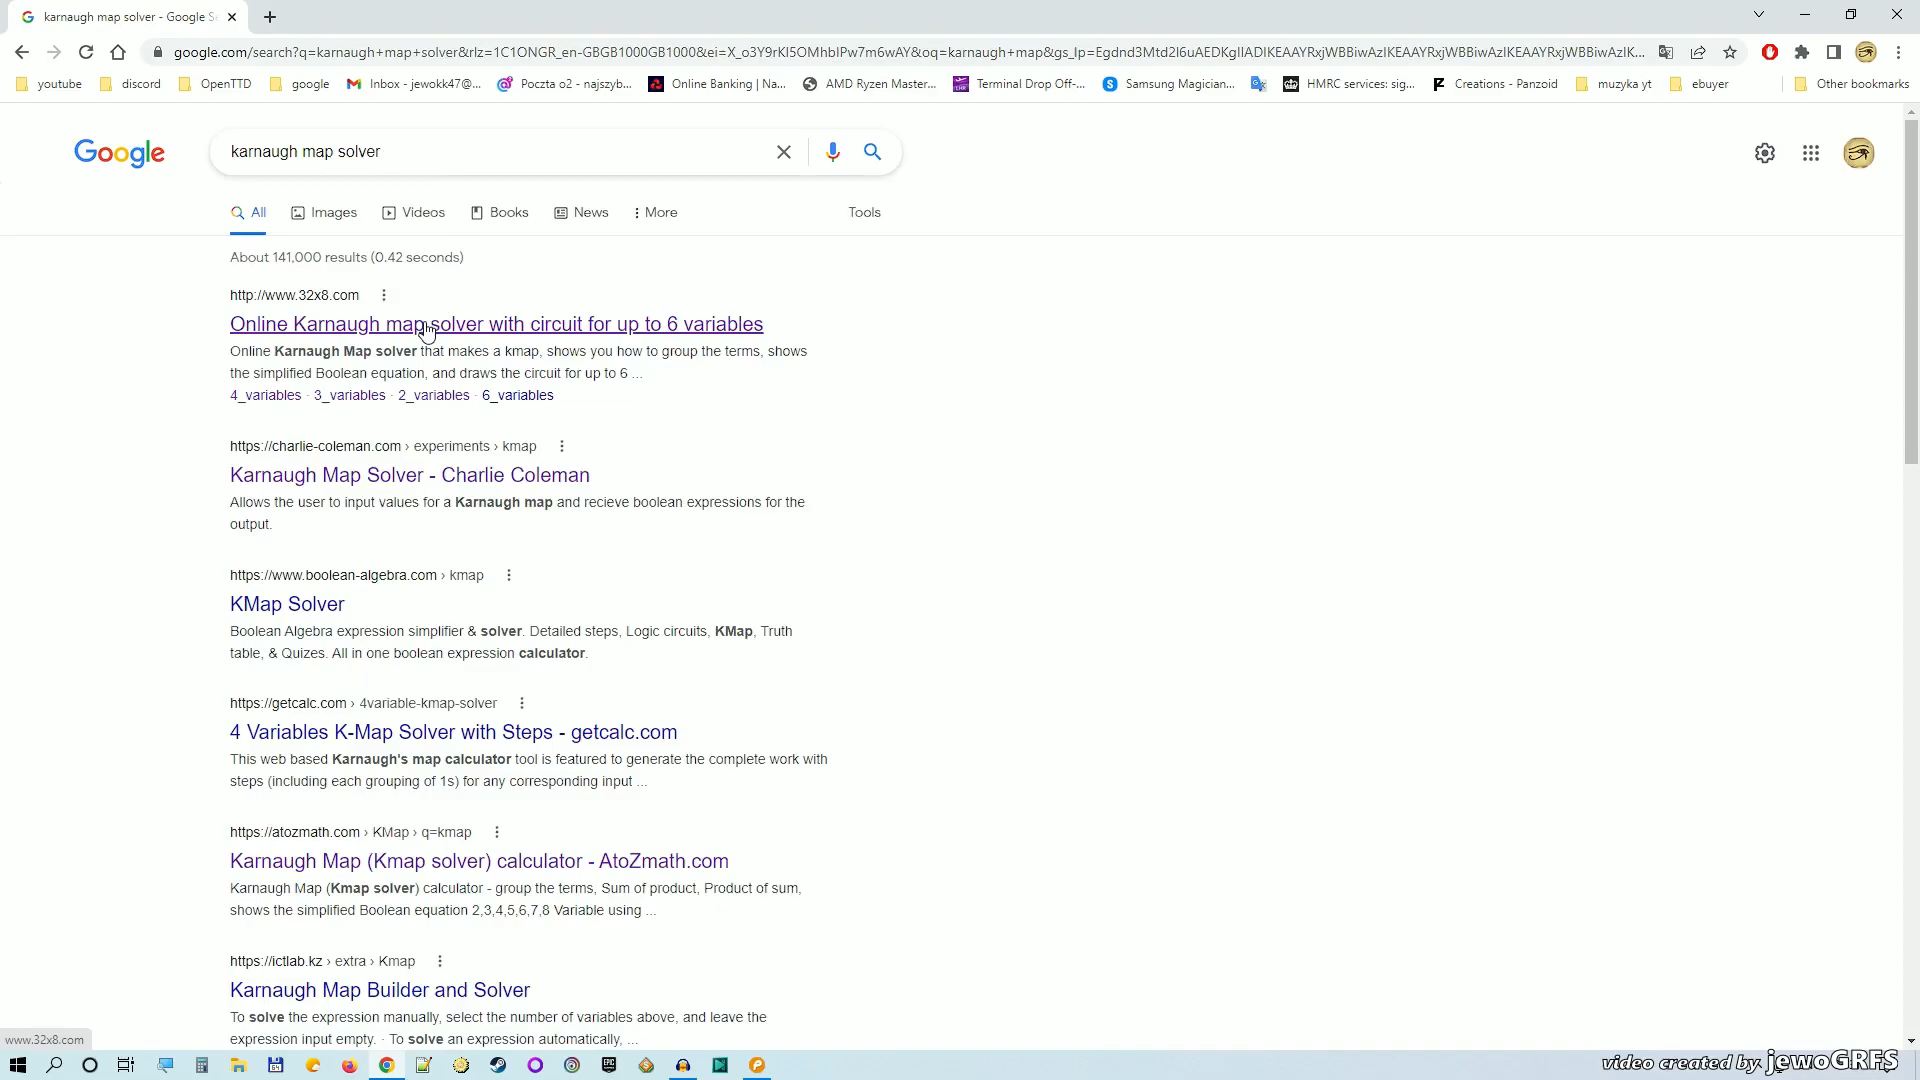 karnaugh map solver - Google Se
google.com/search?q=karnaugh+map+solver&rlz=1C1ONGR_en-GBGB1000GB1000&ei=X_o3Y9rKI5OMhbIPw7m6wAY&oq=karnaugh+map&gs_lp=Egdnd3Mtd2l6uAEDKgIIADIKEAAYRxjWBBiwAzIKEAAYRxjWBBiwAzIKEAAYRxjWBBiwAzIKEAAYRxjWBBiwAzIK...
youtube discord OpenTTD google Inbox - jewokk47@... Poczta o2 - najszyb... Online Banking | Na... AMD Ryzen Master... Terminal Drop Off-... Samsung Magician... HMRC services: sig... Creations - Panzoid muzyka yt ebuyer Other bookmarks
Google karnaugh map solver
All Images Videos Books News More Tools
About 141,000 results (0.42 seconds)
http://www.32x8.com
Online Karnaugh map solver with circuit for up to 6 variables
Online Karnaugh Map solver that makes a kmap, shows you how to group the terms, shows
the simplified Boolean equation, and draws the circuit for up to 6 ...
4_variables · 3_variables · 2_variables · 6_variables
https://charlie-coleman.com › experiments › kmap
Karnaugh Map Solver - Charlie Coleman
Allows the user to input values for a Karnaugh map and recieve boolean expressions for the
output.
https://www.boolean-algebra.com › kmap
KMap Solver
Boolean Algebra expression simplifier & solver. Detailed steps, Logic circuits, KMap, Truth
table, & Quizes. All in one boolean expression calculator.
https://getcalc.com › 4variable-kmap-solver
4 Variables K-Map Solver with Steps - getcalc.com
This web based Karnaugh's map calculator tool is featured to generate the complete work with
steps (including each grouping of 1s) for any corresponding input ...
https://atozmath.com › KMap › q=kmap
Karnaugh Map (Kmap solver) calculator - AtoZmath.com
Karnaugh Map (Kmap solver) calculator - group the terms, Sum of product, Product of sum,
shows the simplified Boolean equation 2,3,4,5,6,7,8 Variable using ...
https://ictlab.kz › extra › Kmap
Karnaugh Map Builder and Solver
To solve the expression manually, select the number of variables above, and leave the
expression input empty. · To solve an expression automatically, ...
www.32x8.com
video created by jewoGRFS